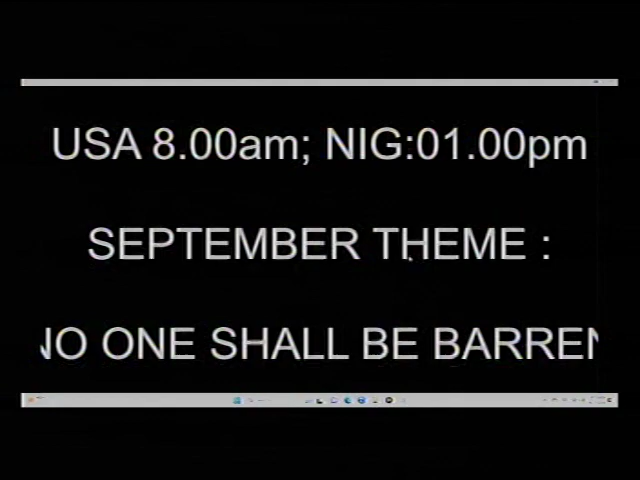 USA 8.00am; NIG:01.00pm
SEPTEMBER THEME :
NO ONE SHALL BE BARREN